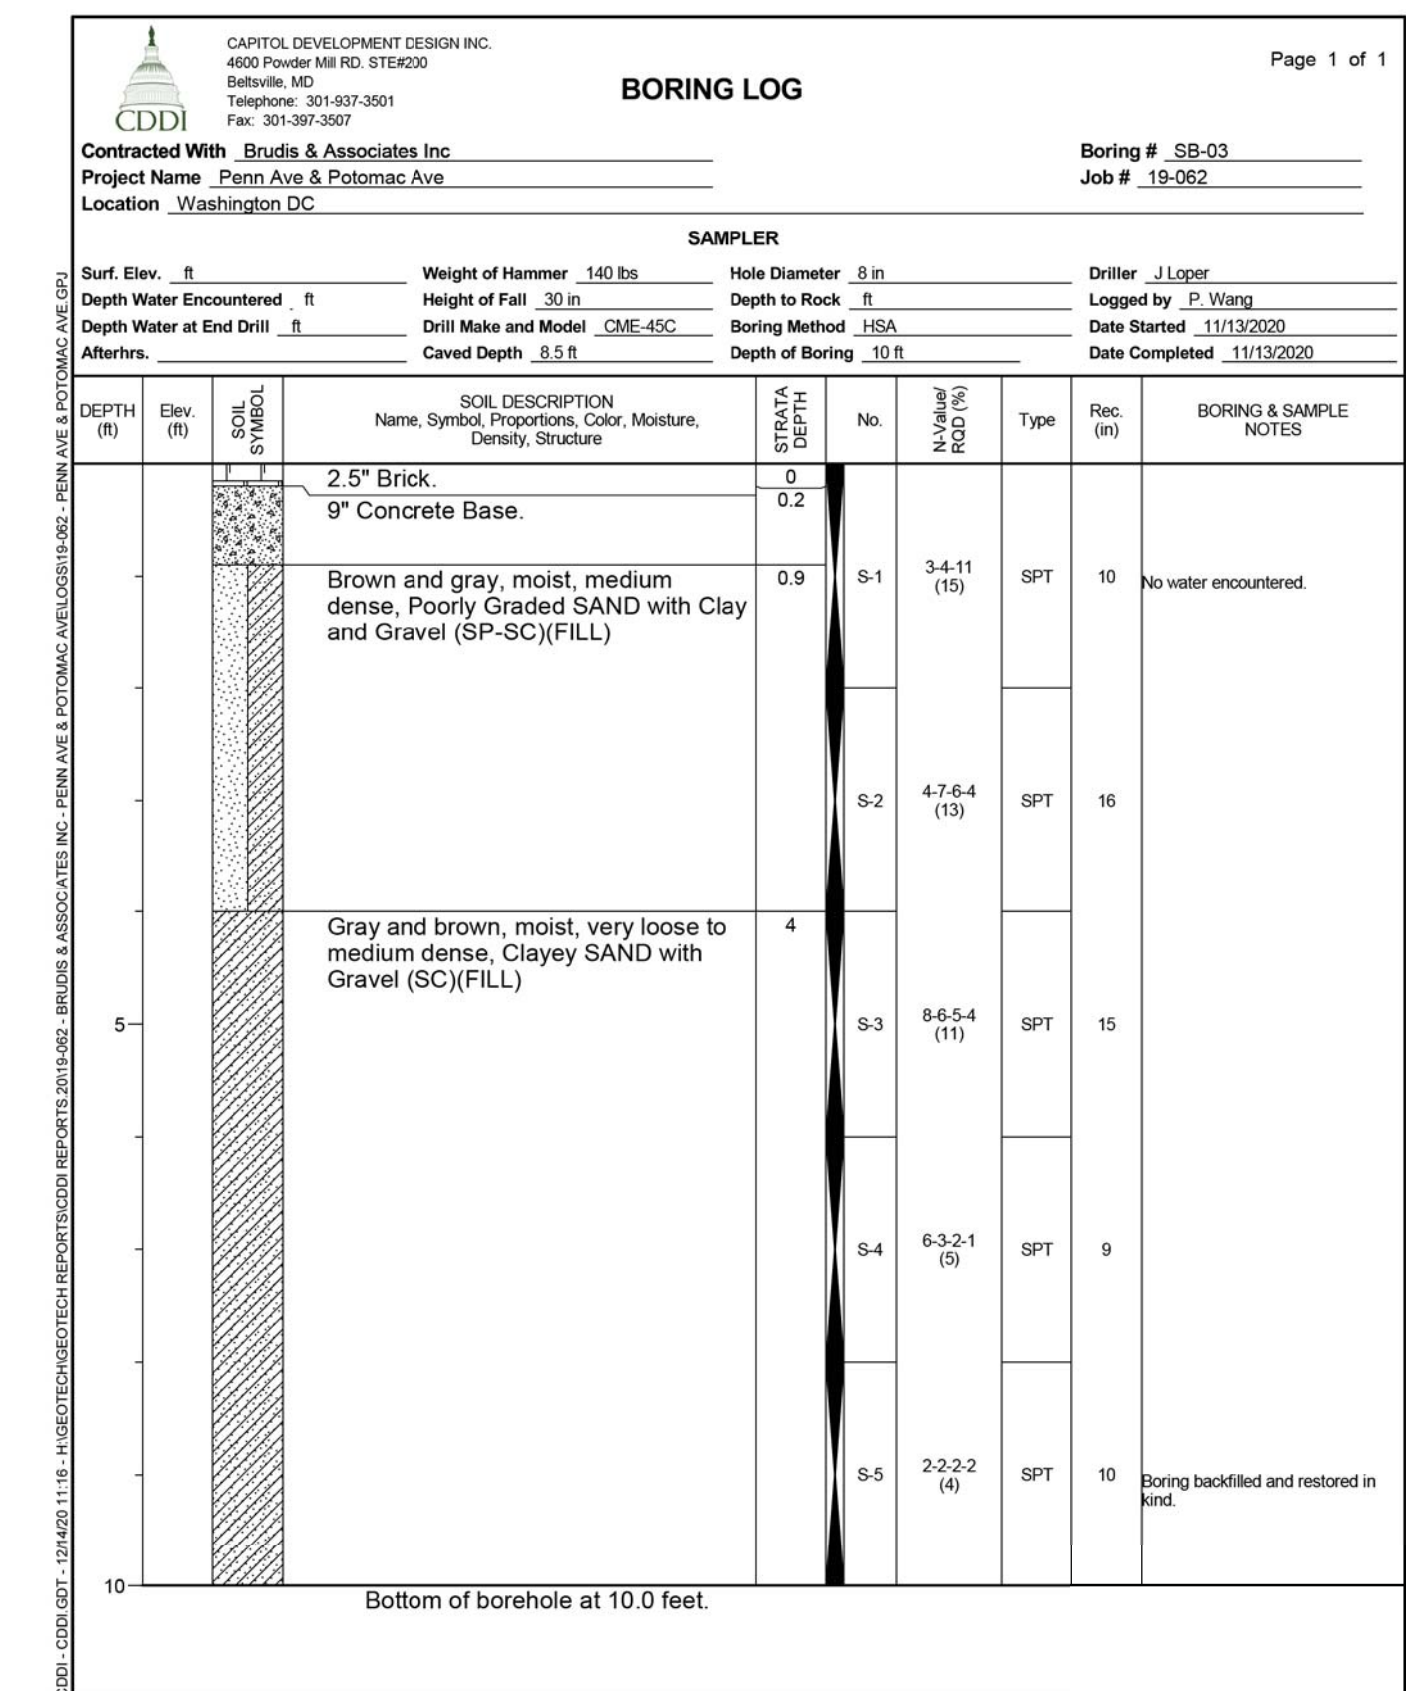 CAPITOL DEVELOPMENT DESIGN INC.
4600 Powder Mill RD. STE#200
Beltsville, MD
Telephone: 301-937-3501
Fax: 301-397-3507
CDDI
BORING LOG
Page 1 of 1
Contracted With Brudis & Associates Inc
Boring # SB-03
Project Name Penn Ave & Potomac Ave
Job # 19-062
Location Washington DC
SAMPLER
Surf. Elev. ft Weight of Hammer 140 lbs Hole Diameter 8 in Driller J Loper
Depth Water Encountered . ft Height of Fall 30 in Depth to Rock ft Logged by P. Wang
Depth Water at End Drill ft Drill Make and Model CME-45C Boring Method HSA Date Started 11/13/2020
Afterhrs. Caved Depth 8.5 ft Depth of Boring 10 ft Date Completed 11/13/2020
DEPTH
(ft)
Elev.
(ft)
SOIL
SYMBOL
SOIL DESCRIPTION
Name, Symbol, Proportions, Color, Moisture,
Density, Structure
STRATA
DEPTH
No.
N-Value/
RQD (%)
Type
Rec.
(in)
BORING & SAMPLE
NOTES
2.5" Brick.
0
0.2
9" Concrete Base.
Brown and gray, moist, medium
dense, Poorly Graded SAND with Clay
and Gravel (SP-SC)(FILL)
0.9
S-1
3-4-11
(15)
SPT
10
No water encountered.
S-2
4-7-6-4
(13)
SPT
16
Gray and brown, moist, very loose to
medium dense, Clayey SAND with
Gravel (SC)(FILL)
4
5
S-3
8-6-5-4
(11)
SPT
15
S-4
6-3-2-1
(5)
SPT
9
S-5
2-2-2-2
(4)
SPT
10
Boring backfilled and restored in
kind.
10
Bottom of borehole at 10.0 feet.
CDDI - CDDI.GDT - 12/14/20 11:16 - H:\GEOTECH\GEOTECH REPORTS\CDDI REPORTS.20\19-062 - BRUDIS & ASSOCIATES INC - PENN AVE & POTOMAC AVE\LOGS\19-062 - PENN AVE & POTOMAC AVE.GPJ